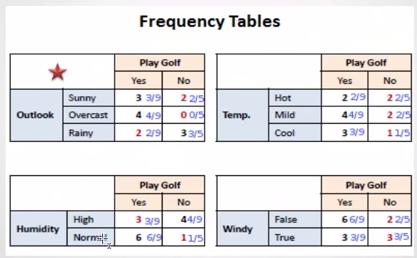 Frequency Tables
Play Golf
Yes No
Outlook
Sunny 3 3/9 2 2/5
Overcast 4 4/9 0 0/5
Rainy 2 2/9 3 3/5
Play Golf
Yes No
Temp.
Hot 2 2/9 2 2/5
Mild 4 4/9 2 2/5
Cool 3 3/9 1 1/5
Play Golf
Yes No
Humidity
High 3 3/9 4 4/9
6 6/9 1 1/5
Play Golf
Yes No
Windy
False 6 6/9 2 2/5
True 3 3/9 3 3/5